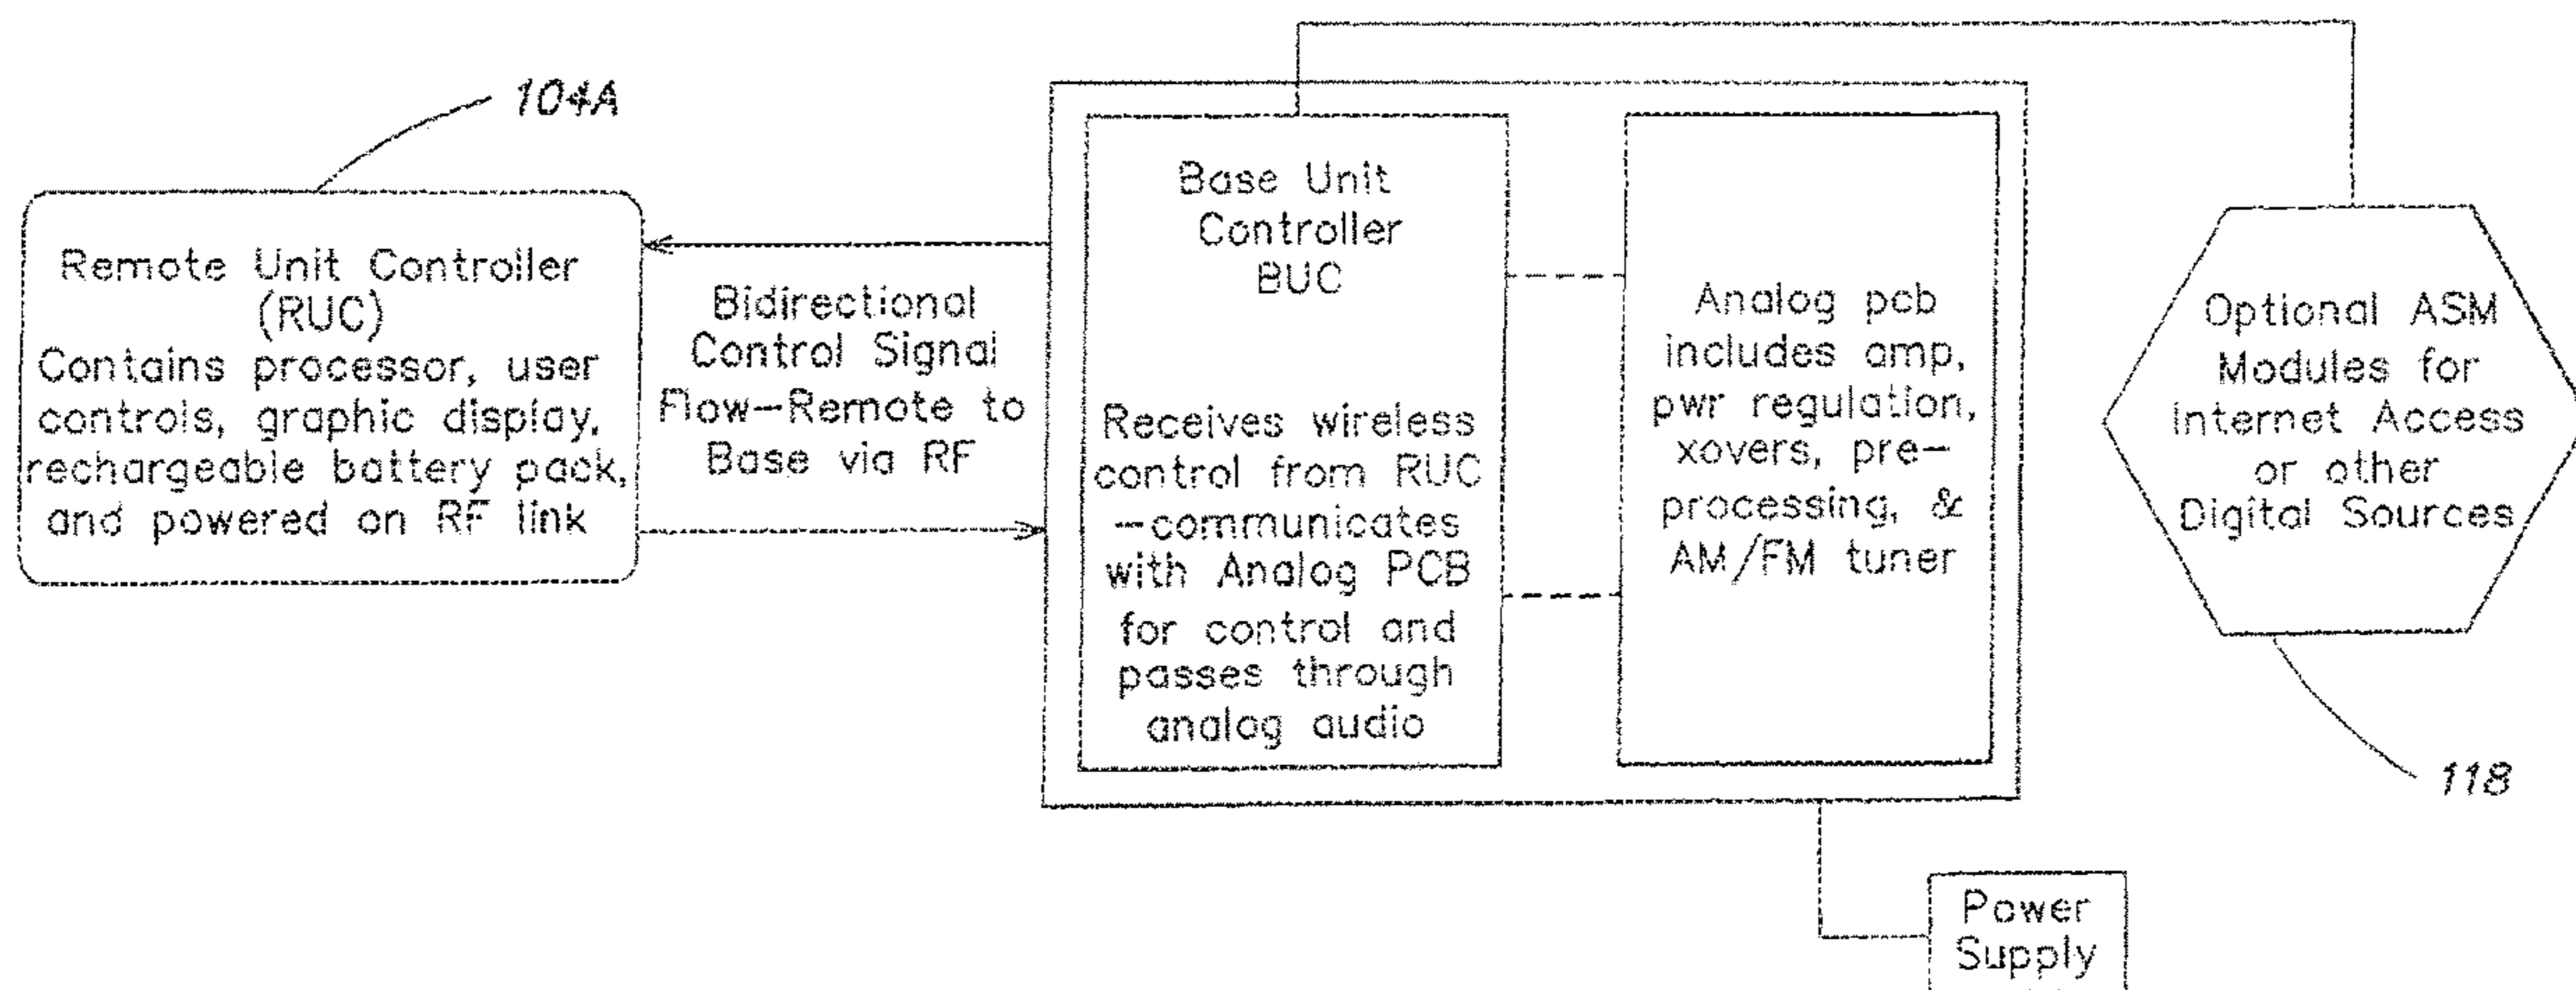 104A
Remote Unit Controller
(RUC)
Contains processor, user
controls, graphic display,
rechargeable battery pack,
and powered on RF link
Bidirectional
Control Signal
Flow-Remote to
Base via RF
Base Unit
Controller
BUC
Receives wireless
control from RUC
-communicates
with Analog PCB
for control and
passes through
analog audio
Analog pcb
includes amp,
pwr regulation,
xovers, pre-
processing, &
AM/FM tuner
Optional ASM
Modules for
Internet Access
or other
Digital Sources
118
Power
Supply